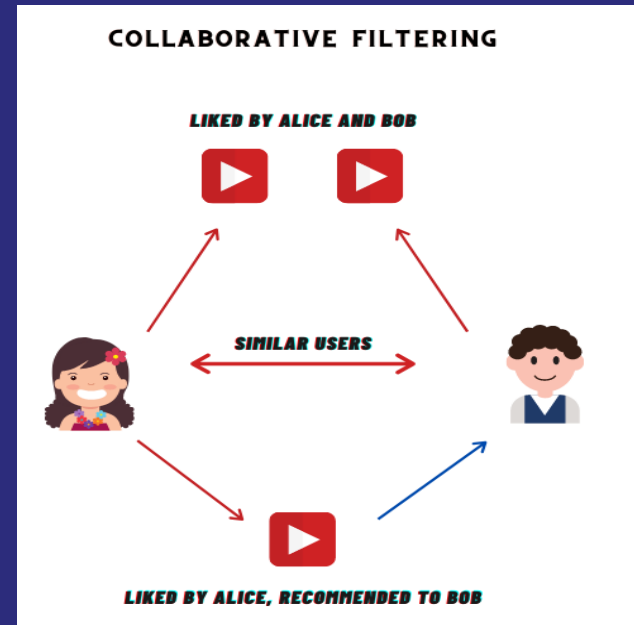 COLLABORATIVE FILTERING
LIKED BY ALICE AND BOB
SIMILAR USERS
LIKED BY ALICE, RECOMMENDED TO BOB